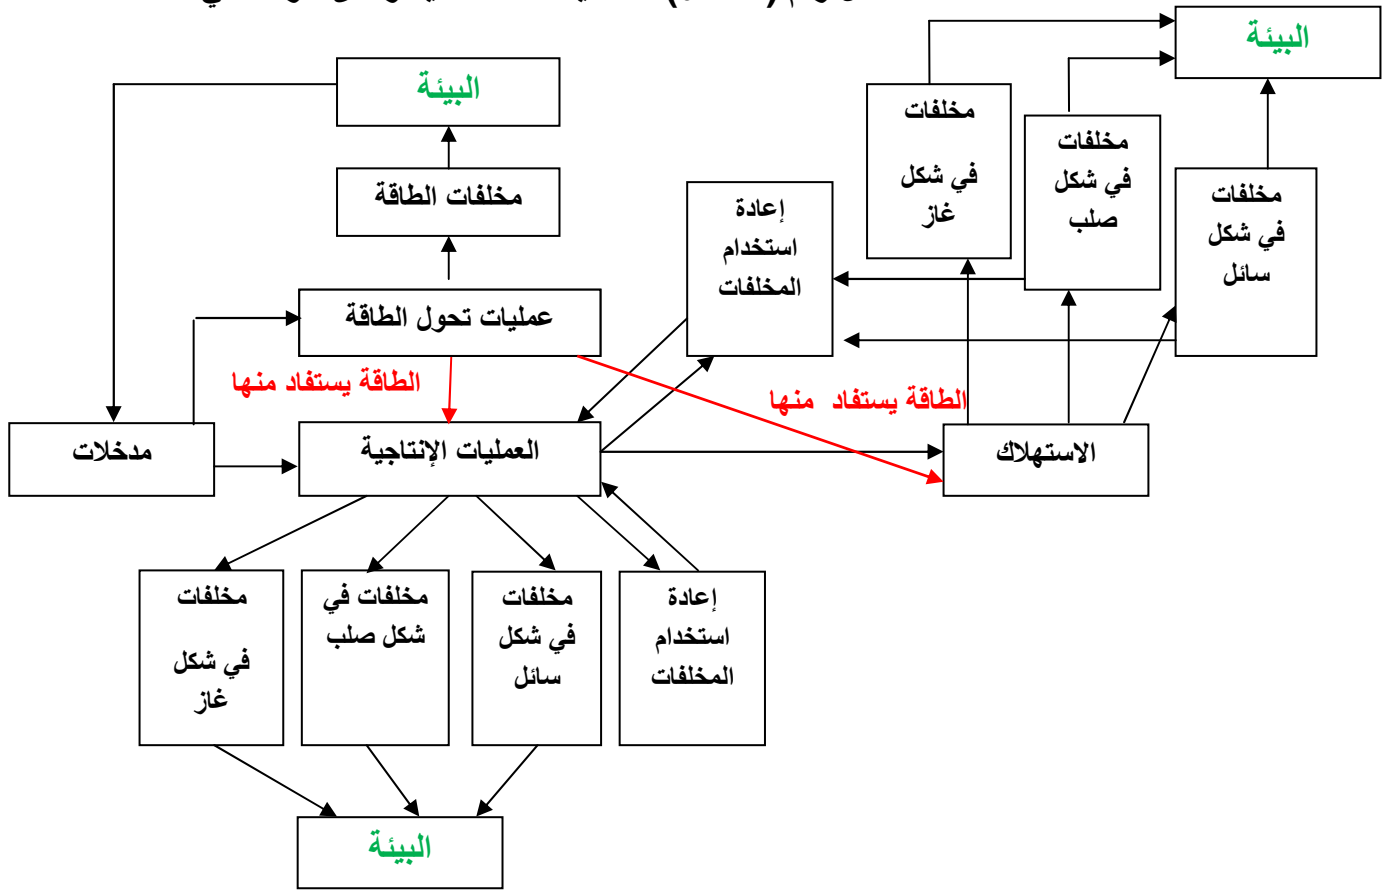 البيئة
البيئة
مخلفات
في شكل
غاز
مخلفات
في شكل
صلب
مخلفات
في شكل
سائل
مخلفات الطاقة
إعادة
استخدام
المخلفات
عمليات تحول الطاقة
الطاقة يستفاد منها
الطاقة يستفاد منها
مدخلات
العمليات الإنتاجية
الاستهلاك
مخلفات
في شكل
غاز
مخلفات في
شكل صلب
مخلفات
في شكل
سائل
إعادة
استخدام
المخلفات
البيئة